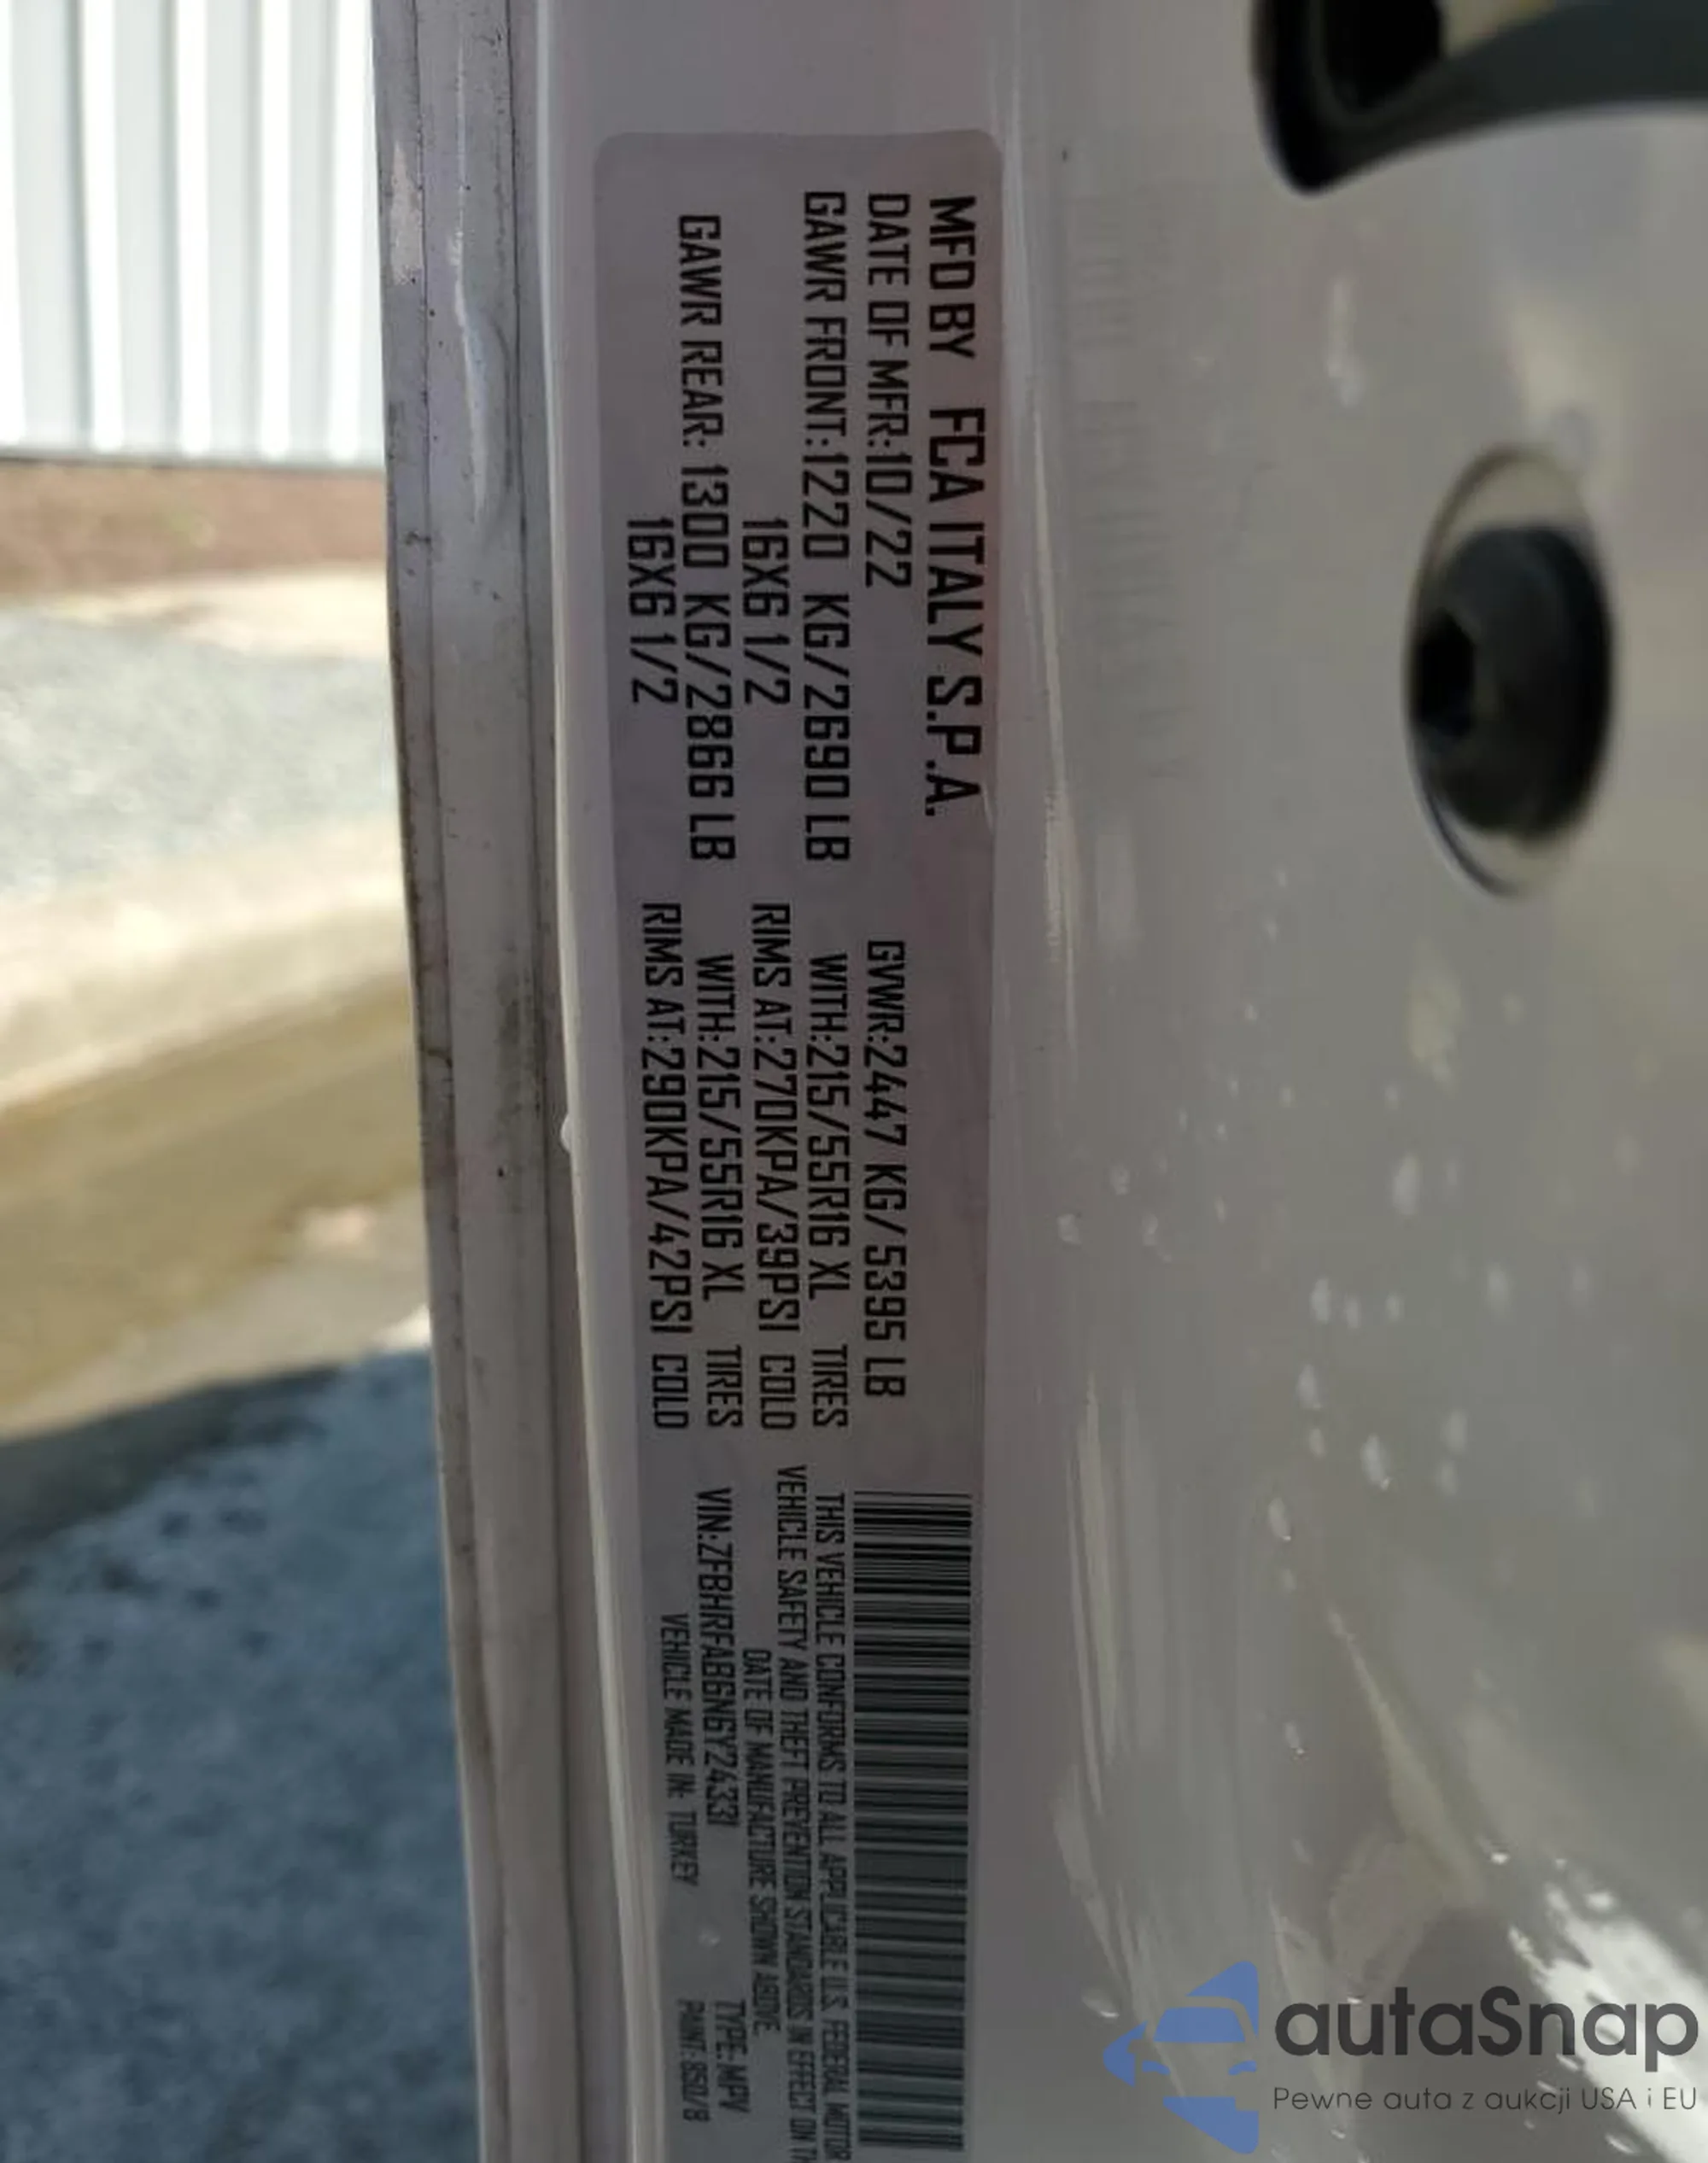 MFD BY FCA ITALY S.P.A.
DATE OF MFR:10/22 GVWR:2447 KG/ 5395 LB
GAWR FRONT:1220 KG/2690 LB WITH:215/55R16 XL TIRES
16X6 1/2 RIMS AT:270KPA/39PSI COLD
GAWR REAR: 1300 KG/2866 LB WITH:215/55R16 XL TIRES
16X6 1/2 RIMS AT:290KPA/42PSI COLD
THIS VEHICLE CONFORMS TO ALL APPLICABLE U.S. FEDERAL MOTOR
VEHICLE SAFETY AND THEFT PREVENTION STANDARDS IN EFFECT ON
DATE OF MANUFACTURE SHOWN ABOVE.
VIN:ZFBHRFAB6N6Y24331 TYPE: MPV
VEHICLE MADE IN: TURKEY PAINT: 850/B
autaSnap
Pewne auta z aukcji USA i EU